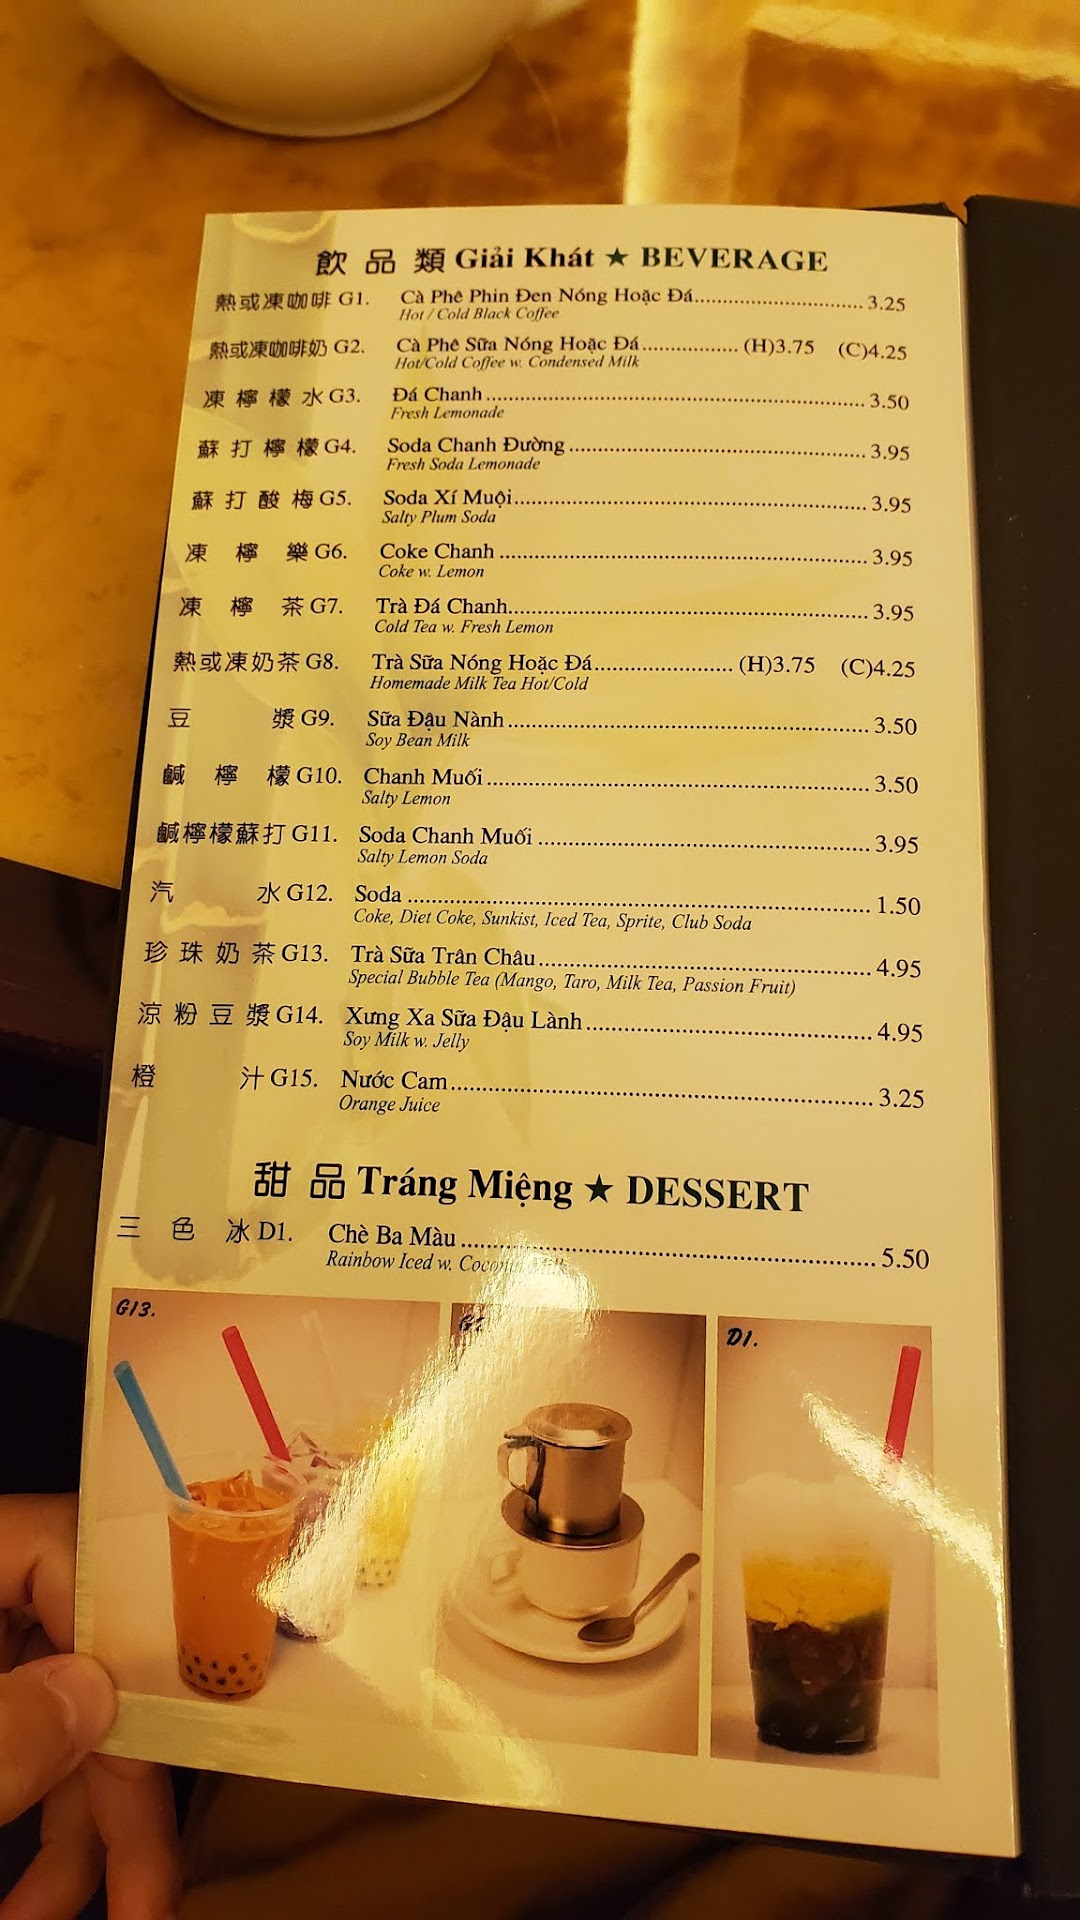 飲品類 Giải Khát ★ BEVERAGE
熱或凍咖啡 G1. Cà Phê Phin Đen Nóng Hoặc Đá 3.25
Hot / Cold Black Coffee
熱或凍咖啡奶 G2. Cà Phê Sữa Nóng Hoặc Đá (H)3.75 (C)4.25
Hot/Cold Coffee w. Condensed Milk
凍檸檬水 G3. Đá Chanh 3.50
Fresh Lemonade
蘇打檸檬 G4. Soda Chanh Đường 3.95
Fresh Soda Lemonade
蘇打酸梅 G5. Soda Xí Muội 3.95
Salty Plum Soda
凍檸樂 G6. Coke Chanh 3.95
Coke w. Lemon
凍檸茶 G7. Trà Đá Chanh 3.95
Cold Tea w. Fresh Lemon
熱或凍奶茶 G8. Trà Sữa Nóng Hoặc Đá (H)3.75 (C)4.25
Homemade Milk Tea Hot/Cold
豆漿 G9. Sữa Đậu Nành 3.50
Soy Bean Milk
鹹檸檬 G10. Chanh Muối 3.50
Salty Lemon
鹹檸檬蘇打 G11. Soda Chanh Muối 3.95
Salty Lemon Soda
汽水 G12. Soda 1.50
Coke, Diet Coke, Sunkist, Iced Tea, Sprite, Club Soda
珍珠奶茶 G13. Trà Sữa Trân Châu 4.95
Special Bubble Tea (Mango, Taro, Milk Tea, Passion Fruit)
涼粉豆漿 G14. Xưng Xa Sữa Đậu Lành 4.95
Soy Milk w. Jelly
橙汁 G15. Nước Cam 3.25
Orange Juice
甜品 Tráng Miệng ★ DESSERT
三色冰 D1. Chè Ba Màu 5.50
Rainbow Iced w.
G13.
D1.